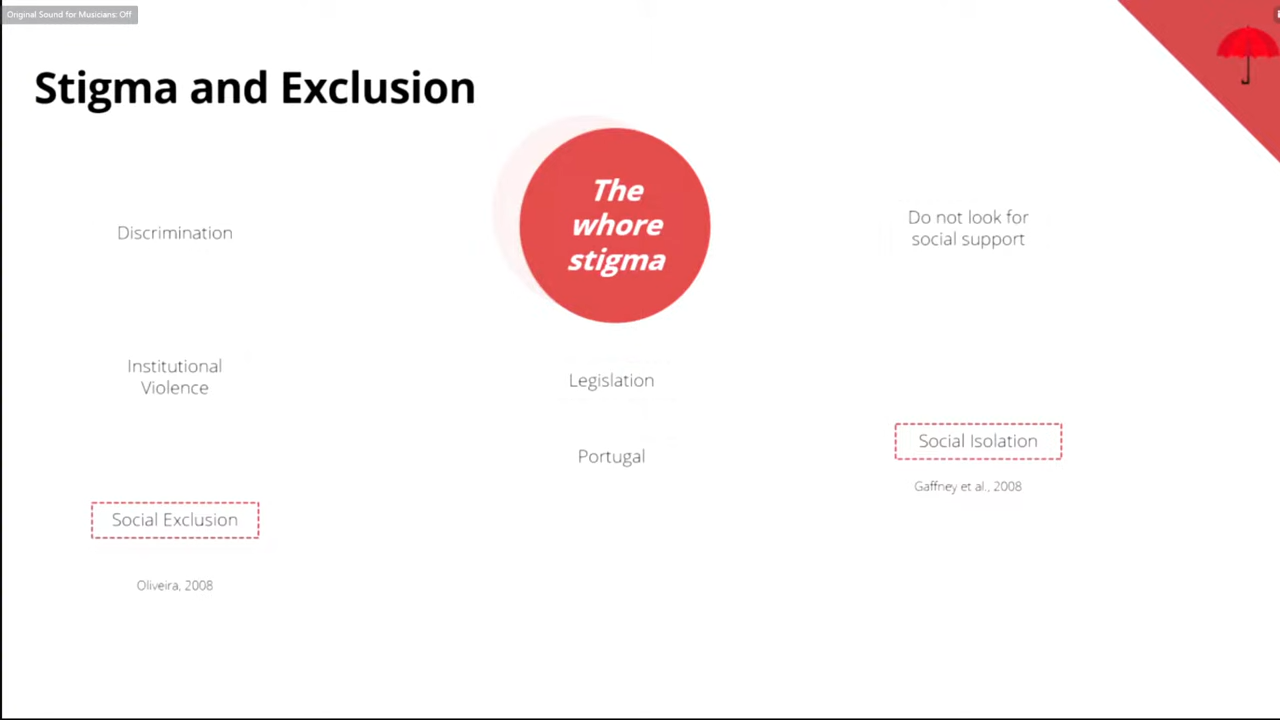 Original Sound for Musicians: Off
Stigma and Exclusion
The
whore
stigma
Discrimination
Do not look for
social support
Institutional
Violence
Legislation
Social Isolation
Portugal
Gaffney et al., 2008
Social Exclusion
Oliveira, 2008